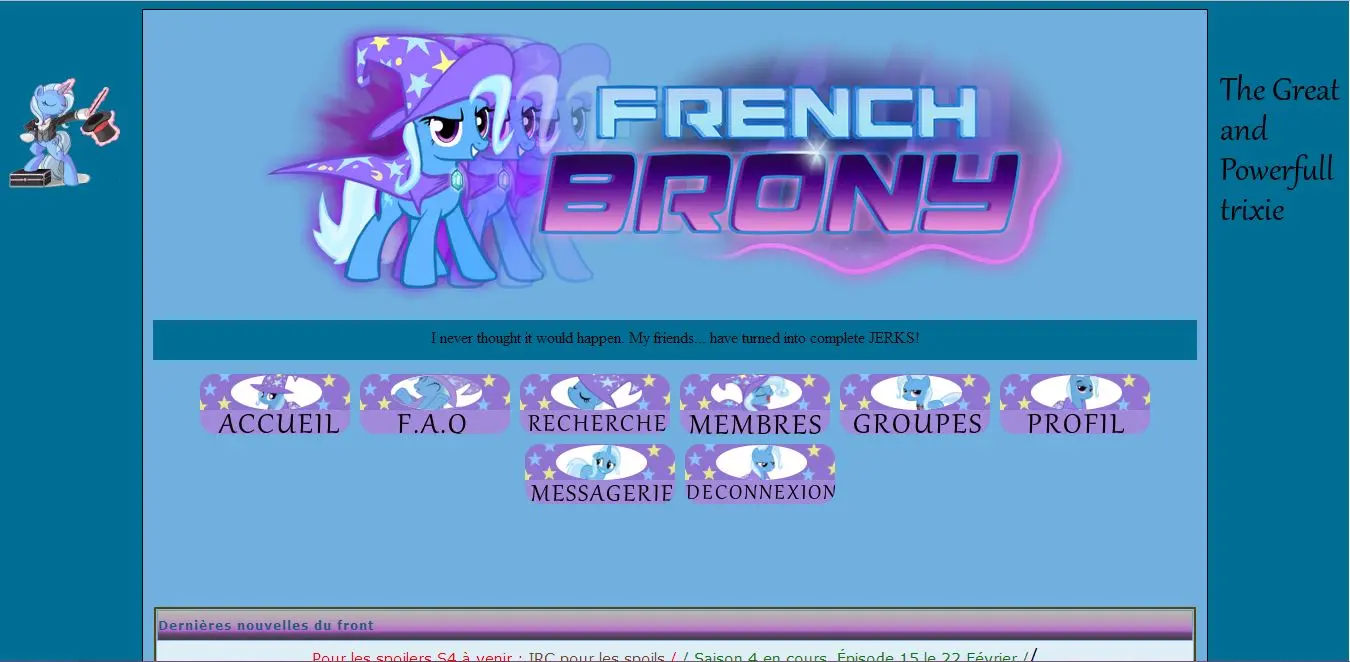 FRENCH
BRONY
The Great
and
Powerfull
trixie
I never thought it would happen. My friends... have turned into complete JERKS!
ACCUEIL F.A.Q RECHERCHE MEMBRES GROUPES PROFIL
MESSAGERIE DECONNEXION
Dernières nouvelles du front
Pour les spoilers S4 à venir : IRC pour les spoils / / Saison 4 en cours. Épisode 15 le 22 Février / /